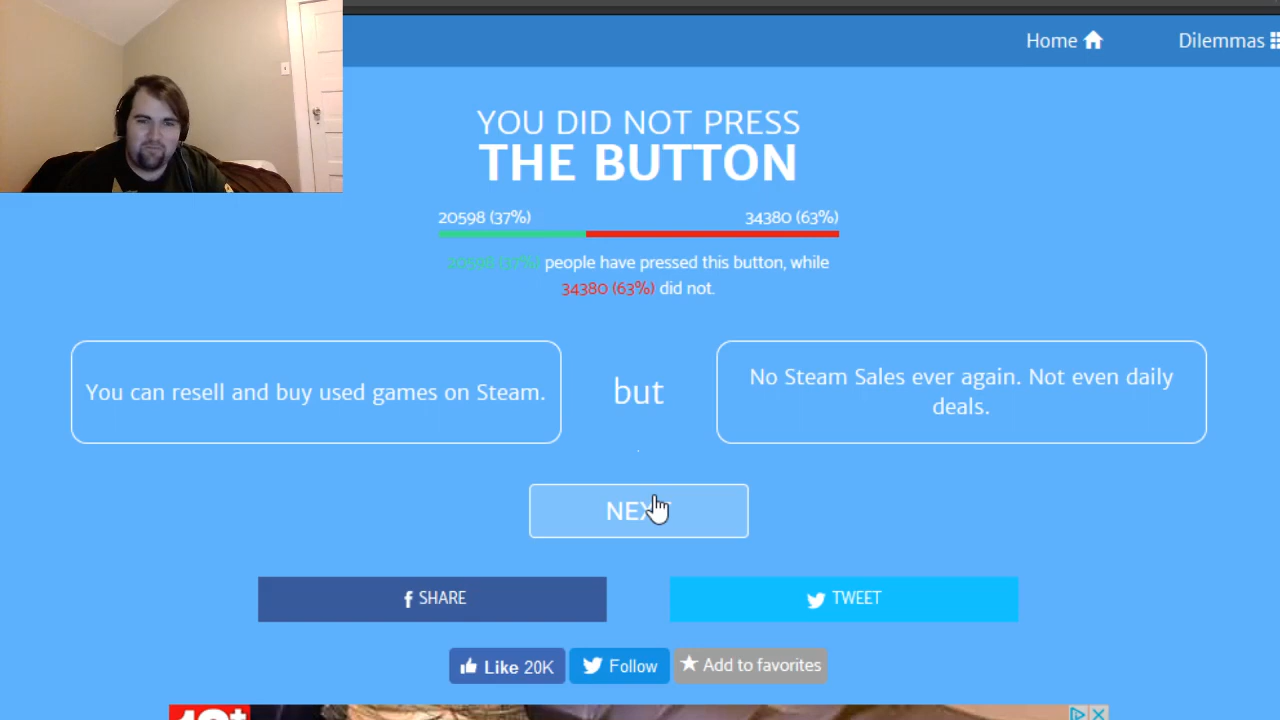 Home
Dilemmas
YOU DID NOT PRESS
THE BUTTON
20598 (37%)
34380 (63%)
20598 (37%) people have pressed this button, while
34380 (63%) did not.
You can resell and buy used games on Steam.
but
No Steam Sales ever again. Not even daily
deals.
SHARE
TWEET
Like 20K
Follow
Add to favorites